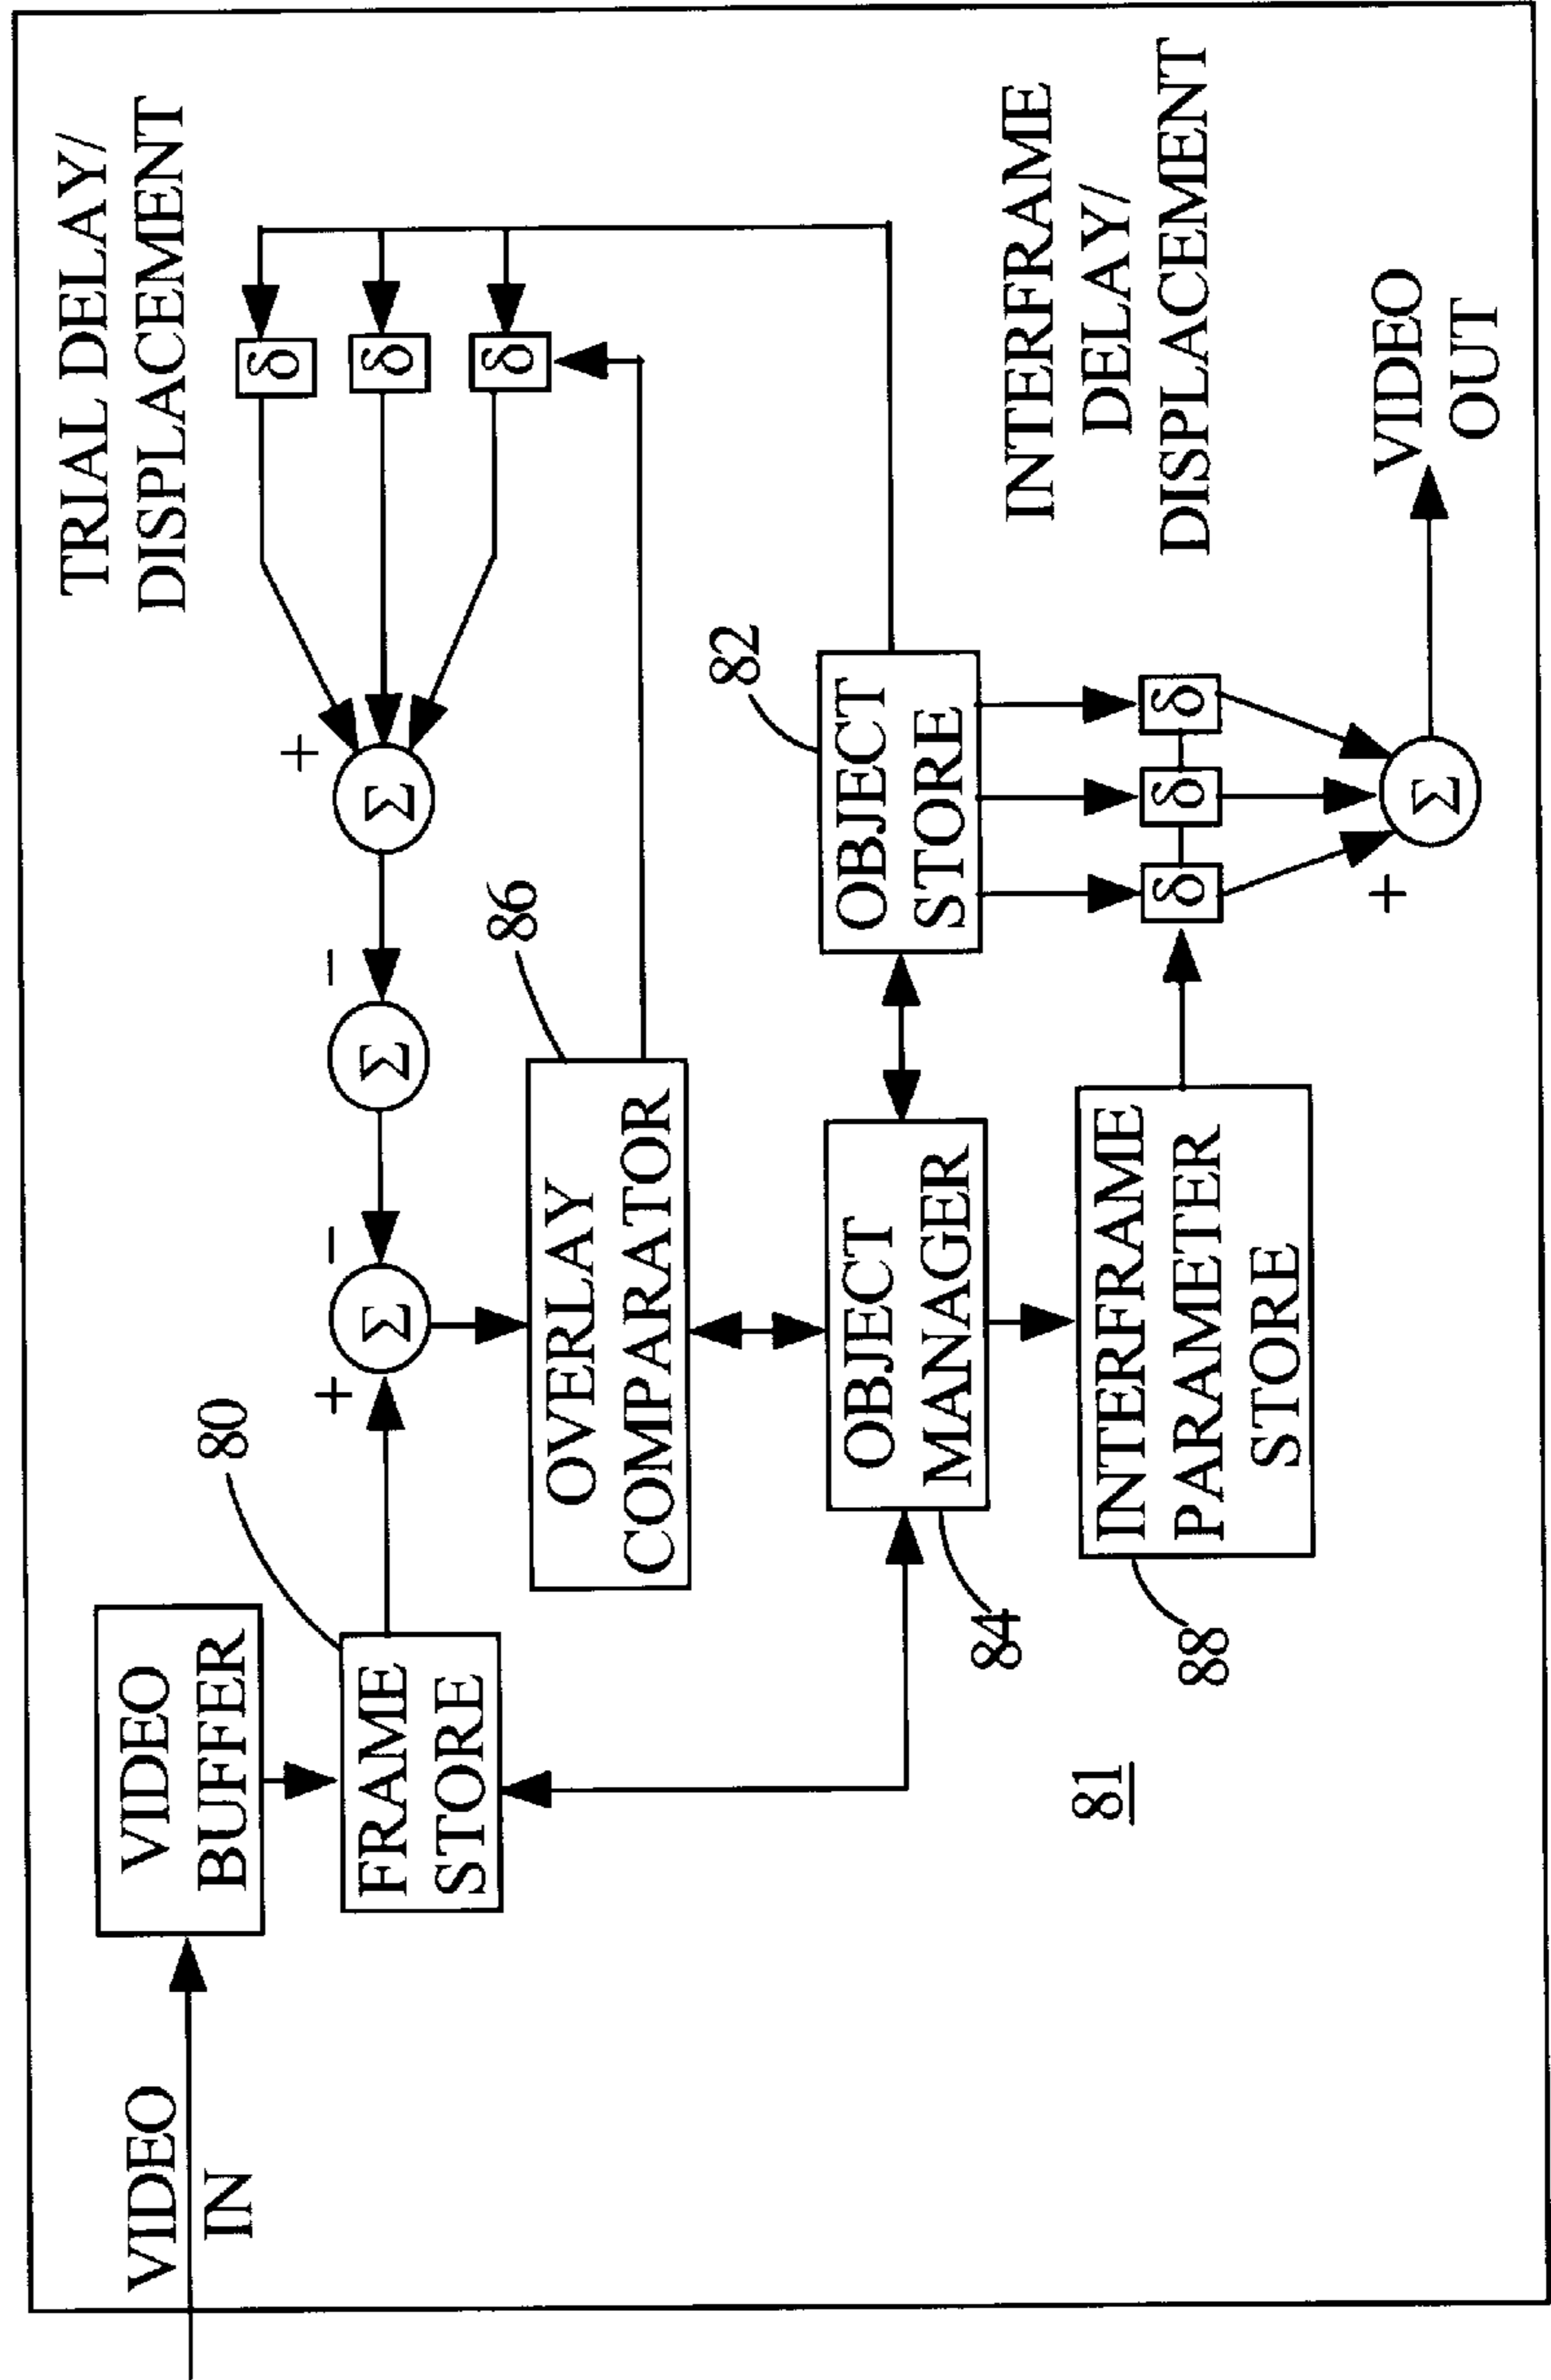 VIDEO
IN
VIDEO
BUFFER
80
FRAME
STORE
+
Σ
−
Σ
−
Σ
+
TRIAL DELAY/
DISPLACEMENT
δ
δ
δ
OVERLAY
COMPARATOR
86
OBJECT
MANAGER
84
OBJECT
STORE
82
INTERFRAME
PARAMETER
STORE
88
δ
δ
δ
+
Σ
INTERFRAME
DELAY/
DISPLACEMENT
VIDEO
OUT
81